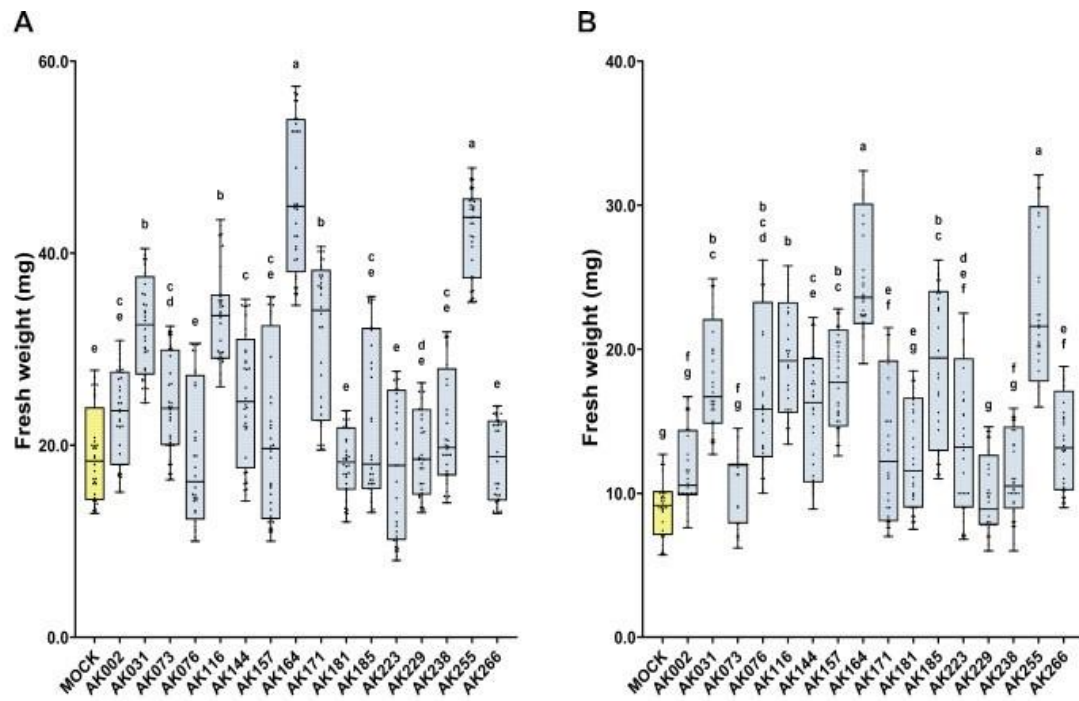 A
Fresh weight (mg)
60.0
40.0
20.0
0.0
e
c
e
b
c
d
e
b
c
c
e
a
b
e
c
e
e
d
e
c
e
a
e
MOCK
AK002
AK031
AK073
AK076
AK116
AK144
AK157
AK164
AK171
AK181
AK185
AK223
AK229
AK238
AK255
AK266
B
Fresh weight (mg)
40.0
30.0
20.0
10.0
0.0
g
f
g
b
c
f
g
b
c
d
b
c
e
b
c
a
e
f
e
g
b
c
d
e
f
g
f
g
a
e
f
MOCK
AK002
AK031
AK073
AK076
AK116
AK144
AK157
AK164
AK171
AK181
AK185
AK223
AK229
AK238
AK255
AK266